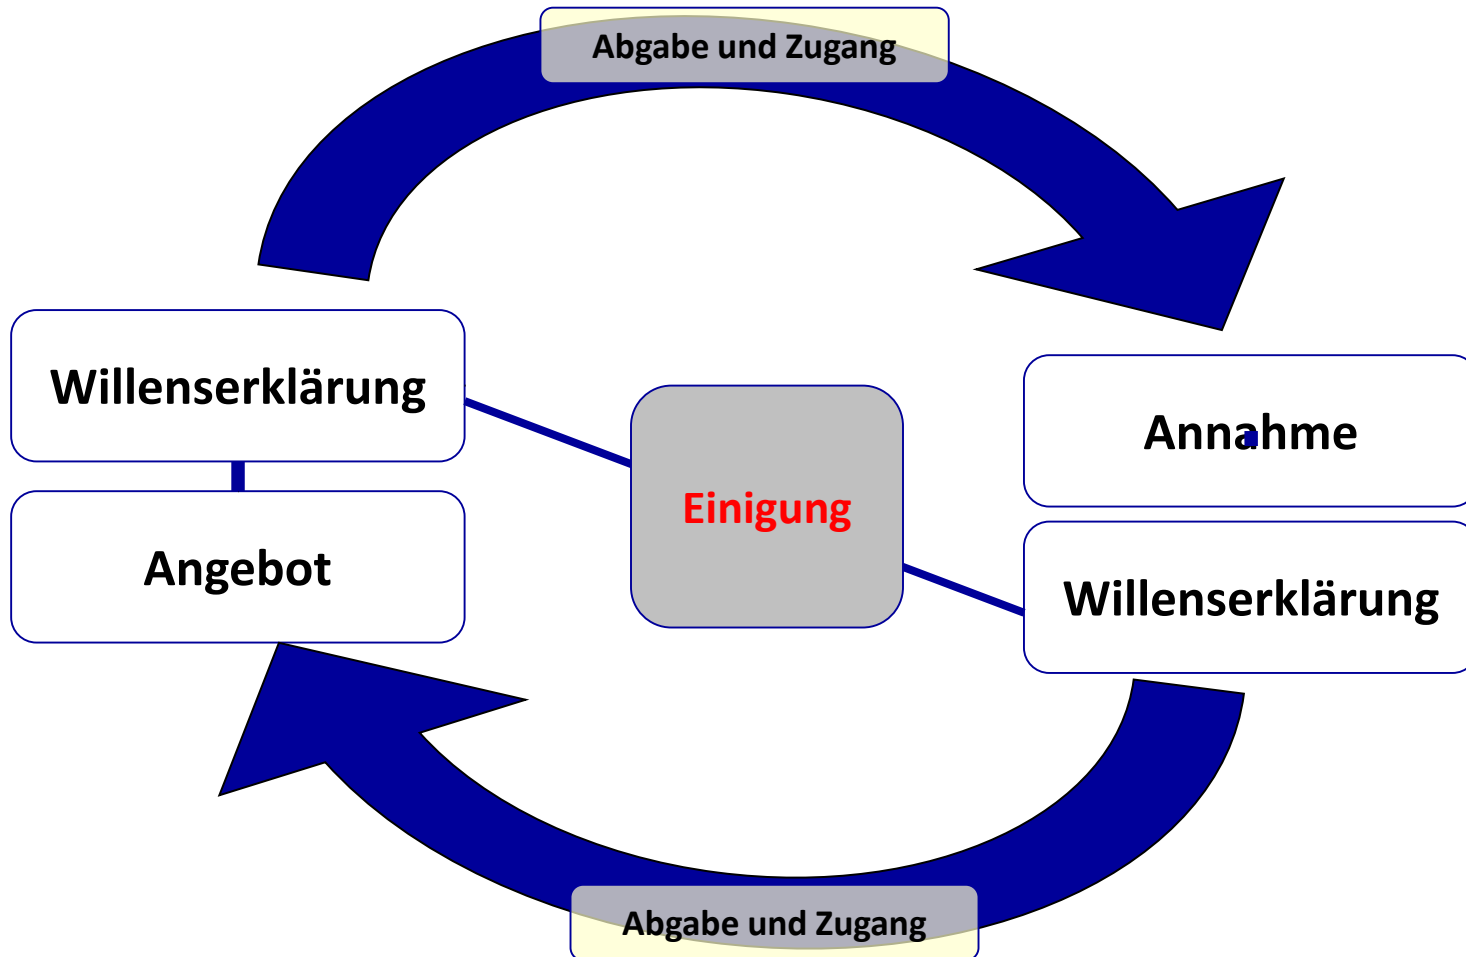 Abgabe und Zugang
Willenserklärung
Angebot
Einigung
Annahme
Willenserklärung
Abgabe und Zugang